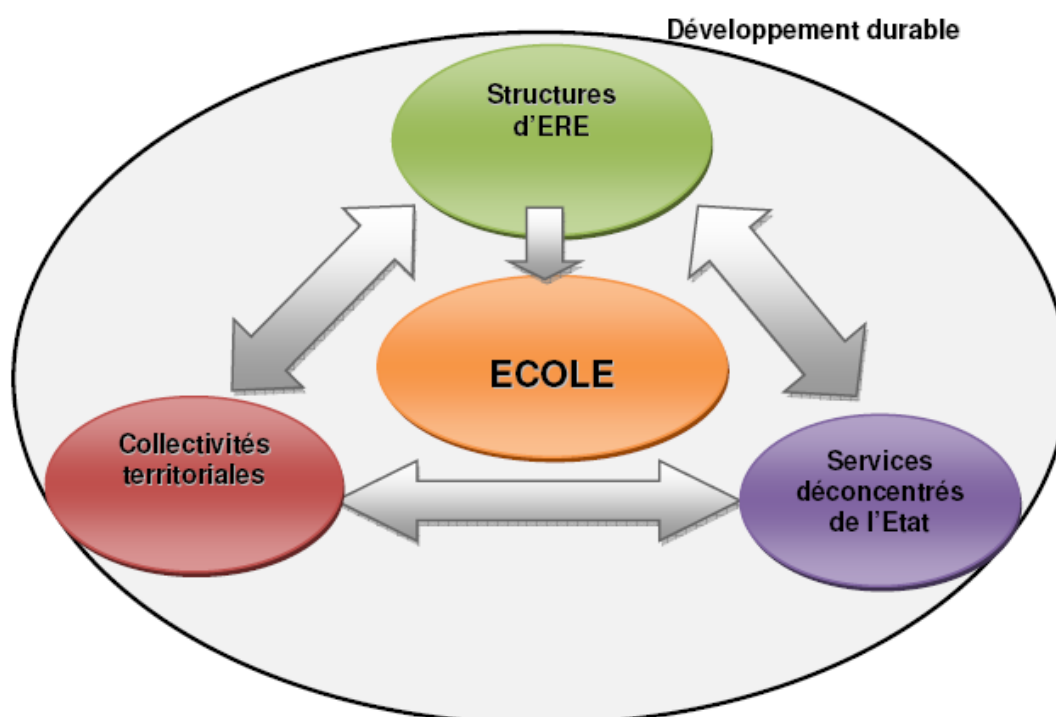 Développement durable
Structures
d'ERE
ECOLE
Collectivités
territoriales
Services
déconcentrés
de l'Etat